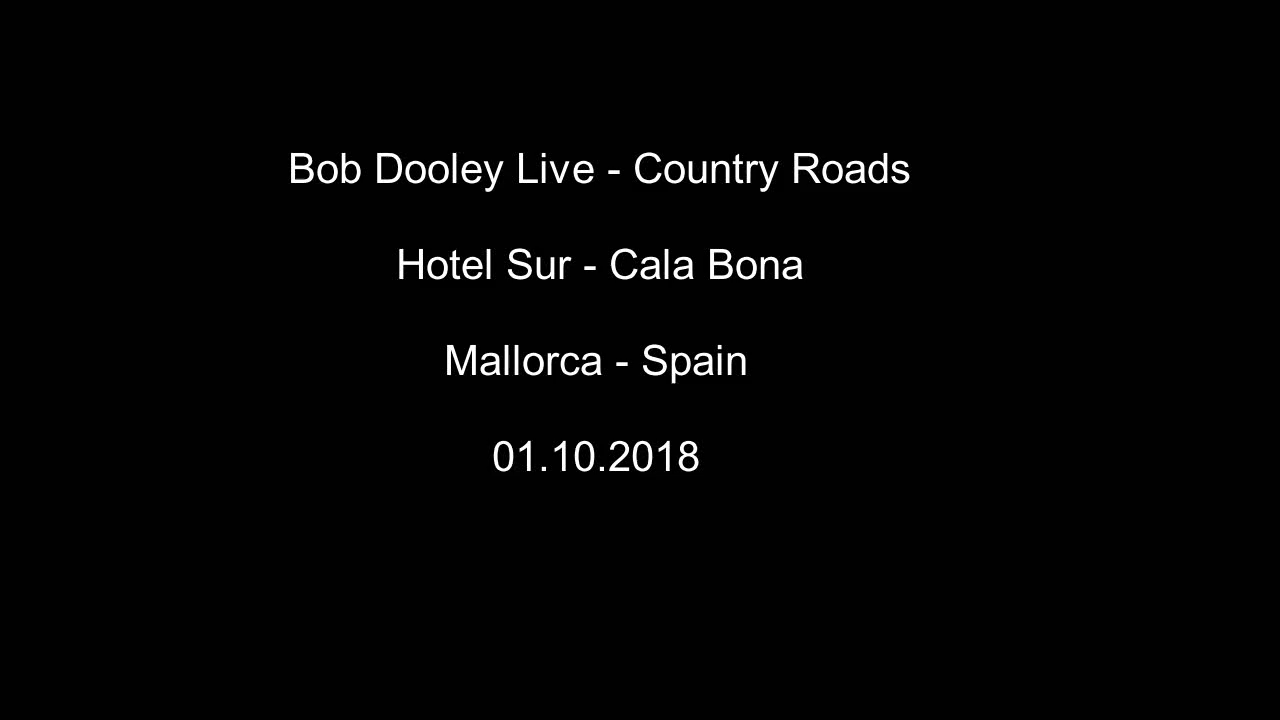 Bob Dooley Live - Country Roads
Hotel Sur - Cala Bona
Mallorca - Spain
01.10.2018